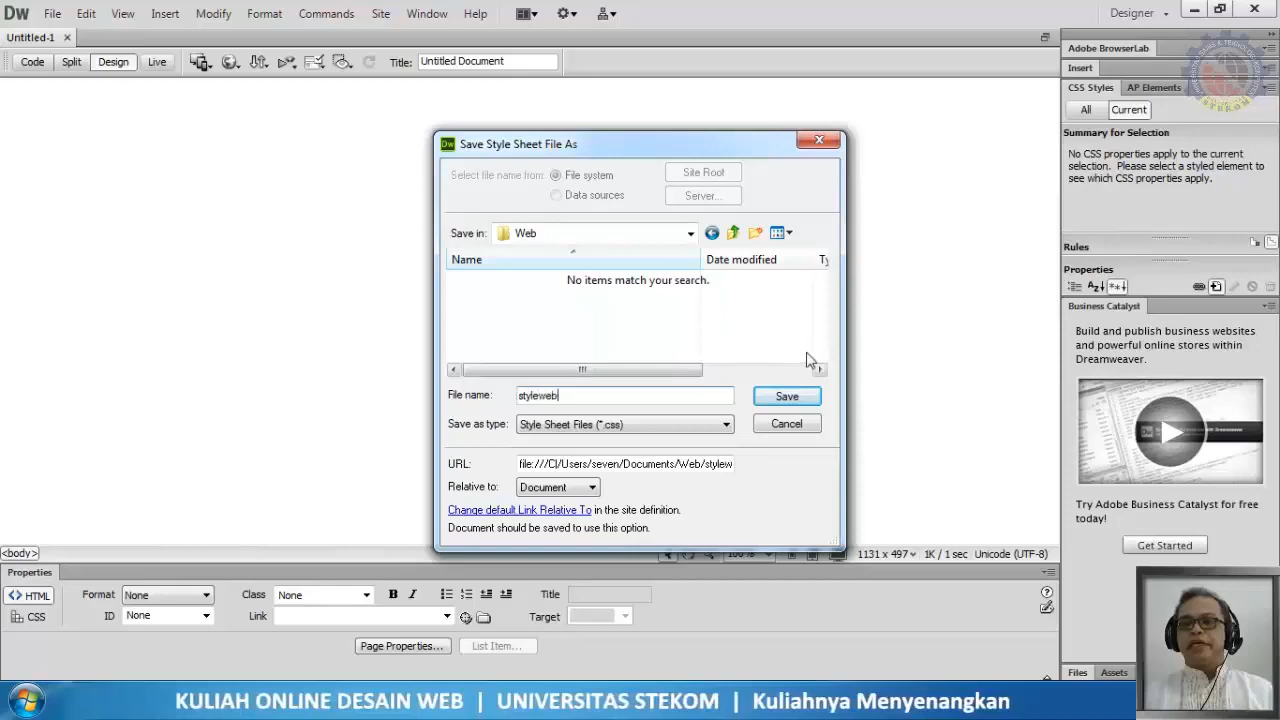 Dw File Edit View Insert Modify Format Commands Site Window Help Designer
Untitled-1
Code Split Design Live Title: Untitled Document
Adobe BrowserLab
Insert
CSS Styles AP Elements
All Current
Summary for Selection
No CSS properties apply to the current
selection. Please select a styled element to
see which CSS properties apply.
Rules
Properties
Business Catalyst
Build and publish business websites
and powerful online stores within
Dreamweaver.
Try Adobe Business Catalyst for free
today!
Get Started
Files Assets
Dw Save Style Sheet File As
Select file name from: File system Site Root
Data sources Server...
Save in: Web
Name Date modified Ty
No items match your search.
File name: styleweb Save
Save as type: Style Sheet Files (*.css) Cancel
URL: file:///C|/Users/seven/Documents/Web/stylew
Relative to: Document
Change default Link Relative To in the site definition.
Document should be saved to use this option.
<body> 100% 1131 x 497 1K / 1 sec Unicode (UTF-8)
Properties
<> HTML Format None Class None B I Title
CSS ID None Link Target
Page Properties... List Item...
KULIAH ONLINE DESAIN WEB | UNIVERSITAS STEKOM | Kuliahnya Menyenangkan